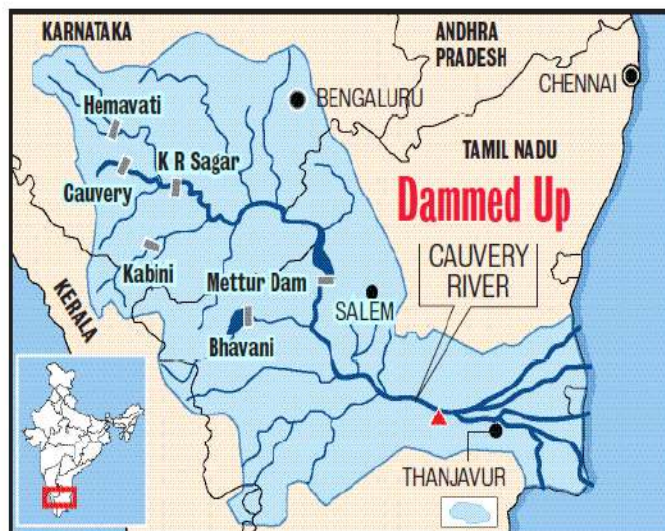 KARNATAKA
ANDHRA
PRADESH
CHENNAI
BENGALURU
Hemavati
K R Sagar
TAMIL NADU
Cauvery
Dammed Up
Kabini
CAUVERY
RIVER
Mettur Dam
SALEM
KERALA
Bhavani
THANJAVUR